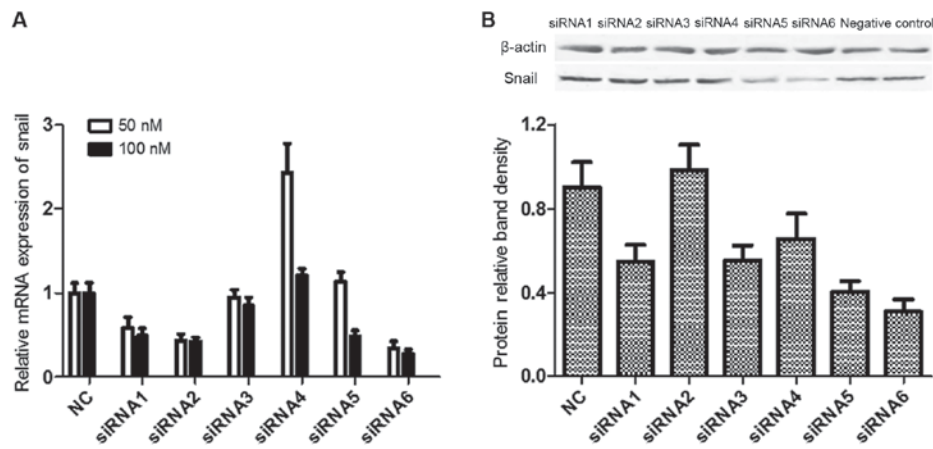 A
Relative mRNA expression of snail
3
2
1
0
50 nM
100 nM
NC
siRNA1
siRNA2
siRNA3
siRNA4
siRNA5
siRNA6
B
siRNA1 siRNA2 siRNA3 siRNA4 siRNA5 siRNA6 Negative control
β-actin
Snail
Protein relative band density
1.2
0.8
0.4
0.0
NC
siRNA1
siRNA2
siRNA3
siRNA4
siRNA5
siRNA6